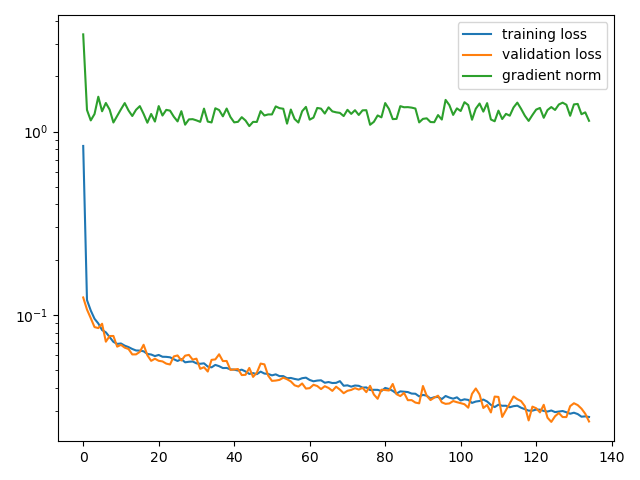 training loss
validation loss
gradient norm
10⁰
10⁻¹
0 20 40 60 80 100 120 140